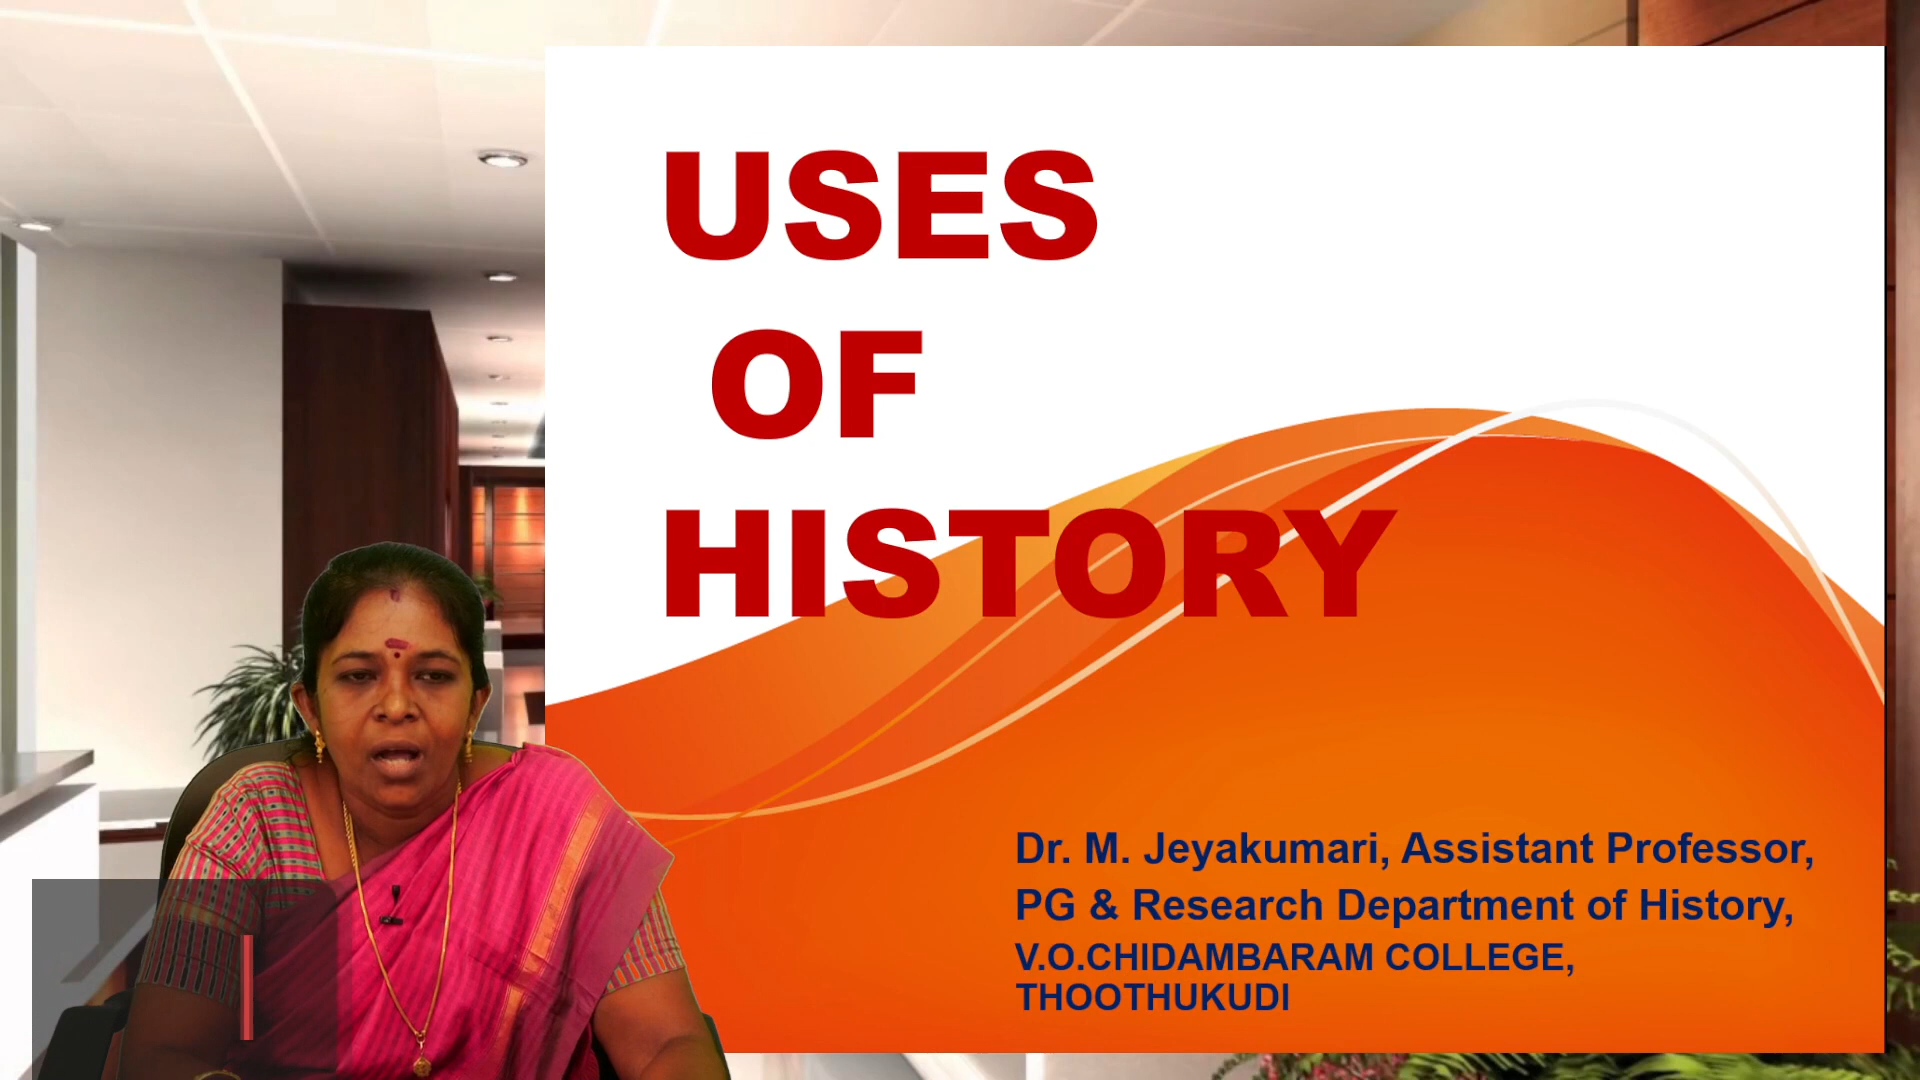 USES
OF
HISTORY
Dr. M. Jeyakumari, Assistant Professor,
PG & Research Department of History,
V.O.CHIDAMBARAM COLLEGE,
THOOTHUKUDI